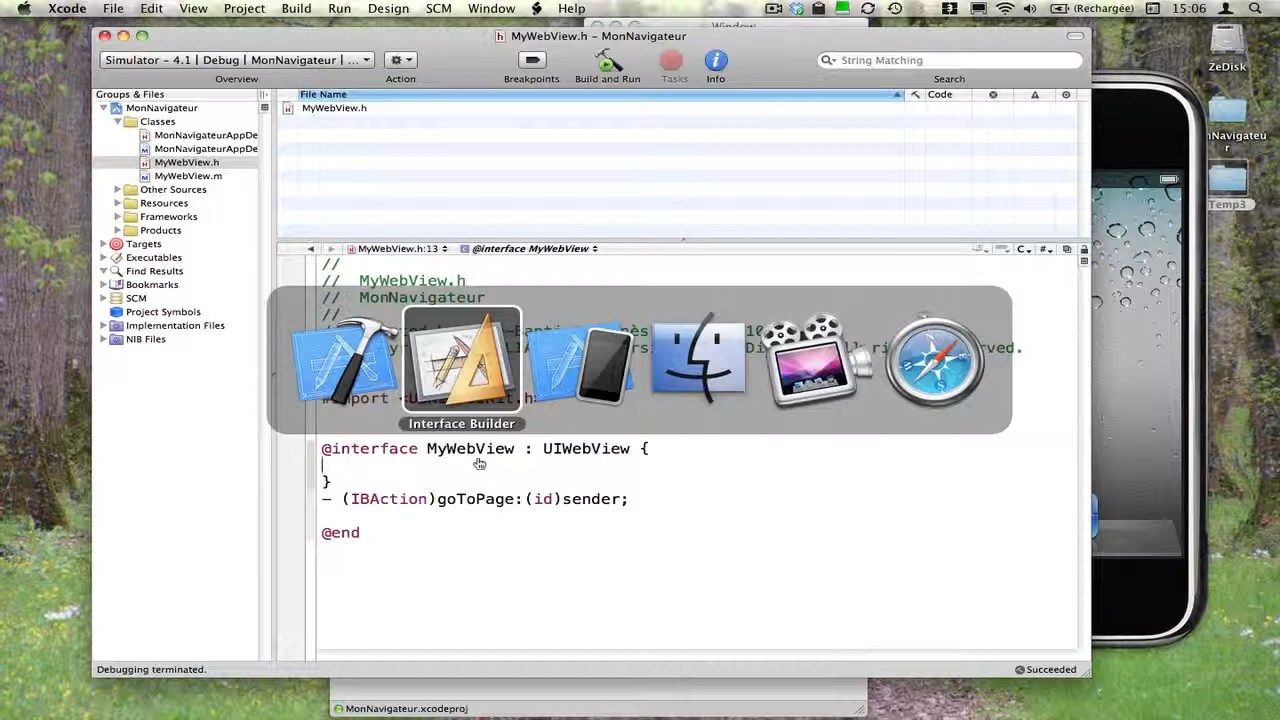 Xcode File Edit View Project Build Run Design SCM Window Help (Rechargée) 15:06
Window
MyWebView.h - MonNavigateur
Simulator - 4.1 | Debug | MonNavigateur | ...
String Matching
Overview Action Breakpoints Build and Run Tasks Info Search
ZeDisk
Groups & Files File Name Code
MonNavigateur MyWebView.h
Classes
MonNavigateurAppDe
MonNavigateurAppDe
MyWebView.h
MyWebView.m
Other Sources
Resources
Frameworks
Products
Targets
Executables
Find Results
Bookmarks
SCM
Project Symbols
Implementation Files
NIB Files
nNavigateu
r
Temp3
MyWebView.h:13 @interface MyWebView C #
//
// MyWebView.h
// MonNavigateur
//
served.
#import
Interface Builder
@interface MyWebView : UIWebView {
}
- (IBAction)goToPage:(id)sender;
@end
Debugging terminated. Succeeded
MonNavigateur.xcodeproj